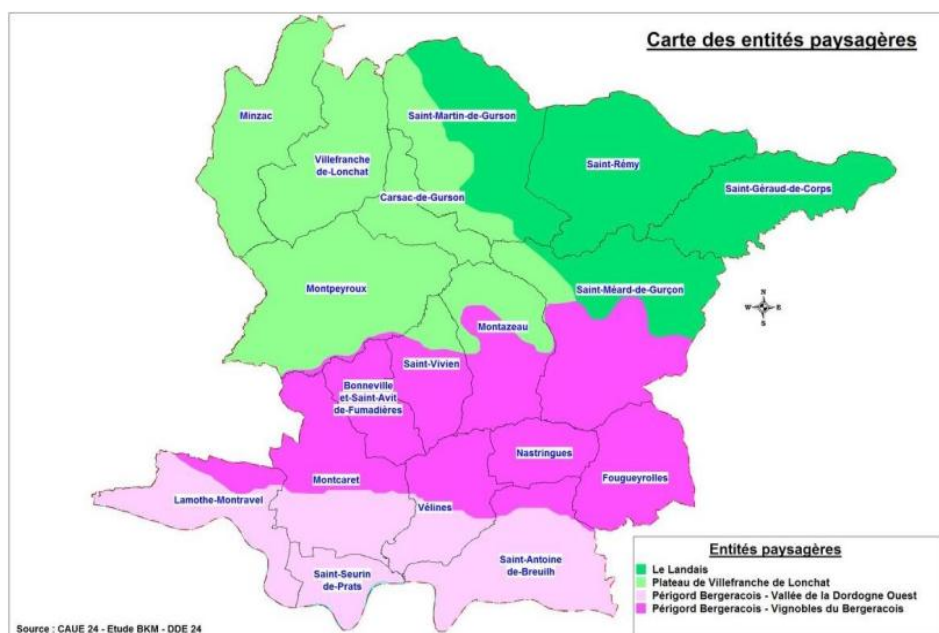 Carte des entités paysagères
Minzac
Saint-Martin-de-Gurson
Villefranche
de-Lonchat
Saint-Rémy
Saint-Géraud-de-Corps
Carsac-de-Gurson
Montpeyroux
Saint-Méard-de-Gurçon
N
W E
S
Montazeau
Saint-Vivien
Bonneville
et-Saint-Avit
de-Fumadières
Nastringues
Montcaret
Fougueyrolles
Lamothe-Montravel
Vélines
Saint-Antoine
de-Breuilh
Saint-Seurin
de-Prats
Entités paysagères
Le Landais
Plateau de Villefranche de Lonchat
Périgord Bergeracois - Vallée de la Dordogne Ouest
Périgord Bergeracois - Vignobles du Bergeracois
Source : CAUE 24 - Etude BKM - DDE 24